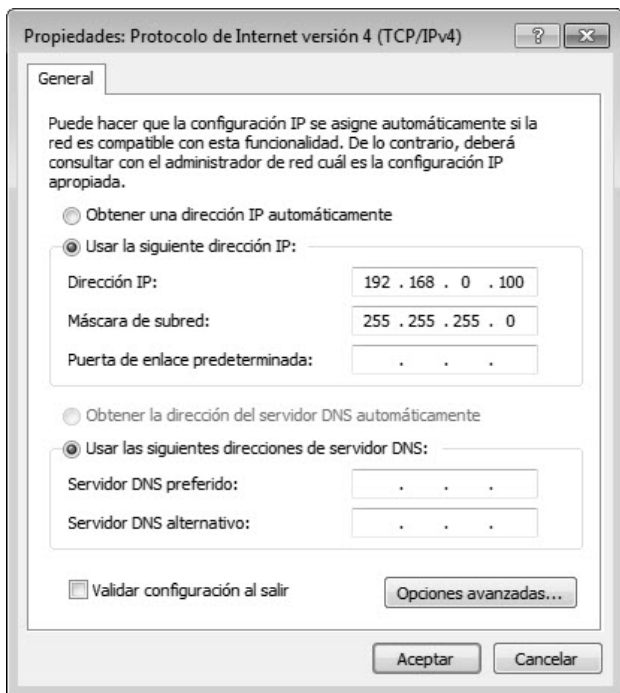 Propiedades: Protocolo de Internet versión 4 (TCP/IPv4)
General
Puede hacer que la configuración IP se asigne automáticamente si la
red es compatible con esta funcionalidad. De lo contrario, deberá
consultar con el administrador de red cuál es la configuración IP
apropiada.
Obtener una dirección IP automáticamente
Usar la siguiente dirección IP:
Dirección IP: 192 . 168 . 0 . 100
Máscara de subred: 255 . 255 . 255 . 0
Puerta de enlace predeterminada: . . .
Obtener la dirección del servidor DNS automáticamente
Usar las siguientes direcciones de servidor DNS:
Servidor DNS preferido: . . .
Servidor DNS alternativo: . . .
Validar configuración al salir Opciones avanzadas...
Aceptar Cancelar